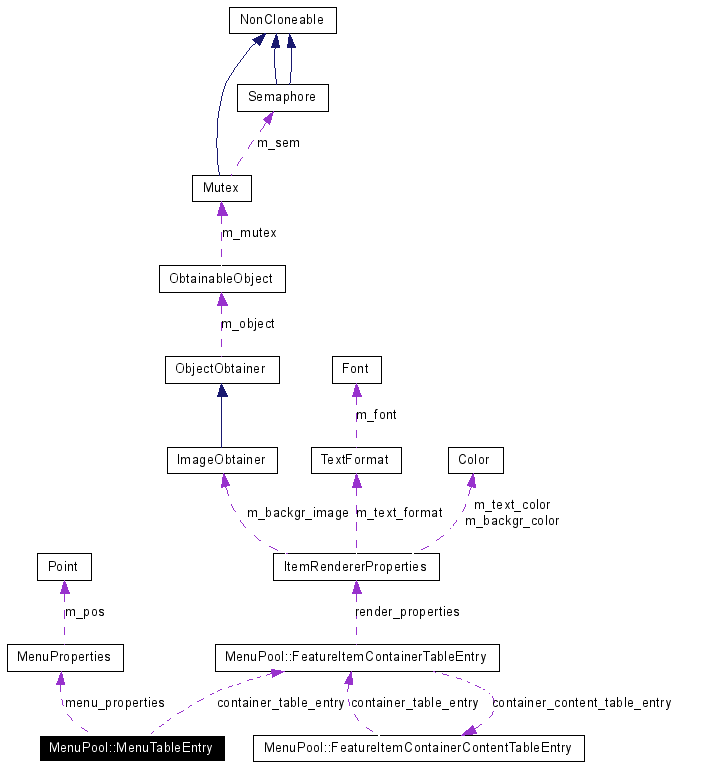 NonCloneable
Semaphore
m_sem
Mutex
m_mutex
ObtainableObject
m_object
ObjectObtainer
Font
m_font
ImageObtainer
TextFormat
Color
m_backgr_image
m_text_format
m_text_color
m_backgr_color
Point
ItemRendererProperties
m_pos
render_properties
MenuProperties
MenuPool::FeatureItemContainerTableEntry
menu_properties
container_table_entry
container_table_entry
container_content_table_entry
MenuPool::MenuTableEntry
MenuPool::FeatureItemContainerContentTableEntry